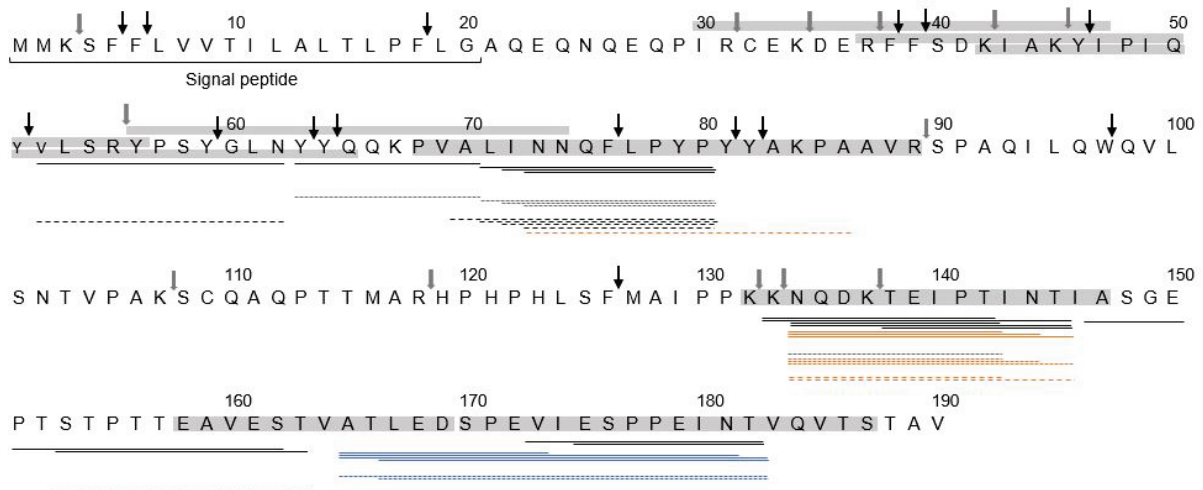 10 20 30 40 50
M M K S F F L V V T I L A L T L P F L G A Q E Q N Q E Q P I R C E K D E R F F S D K I A K Y I P I Q
Signal peptide
60 70 80 90 100
Y V L S R Y P S Y G L N Y Y Q Q K P V A L I N N Q F L P Y P Y Y A K P A A V R S P A Q I L Q W Q V L
110 120 130 140 150
S N T V P A K S C Q A Q P T T M A R H P H P H L S F M A I P P K K N Q D K T E I P T I N T I A S G E
160 170 180 190
P T S T P T T E A V E S T V A T L E D S P E V I E S P P E I N T V Q V T S T A V